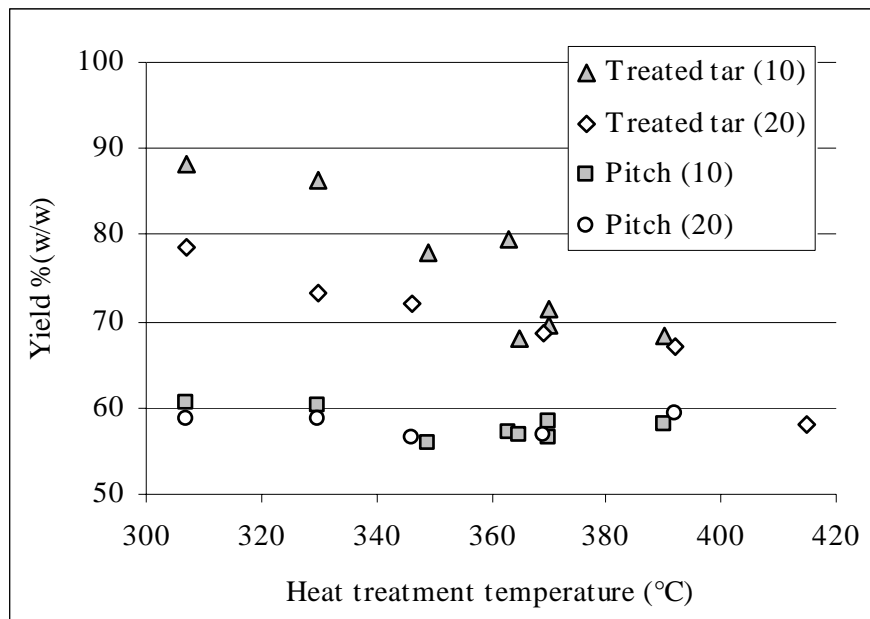 100
90
80
70
60
50
Yield %(w/w)
Treated tar (10)
Treated tar (20)
Pitch (10)
Pitch (20)
300 320 340 360 380 400 420
Heat treatment temperature (°C)